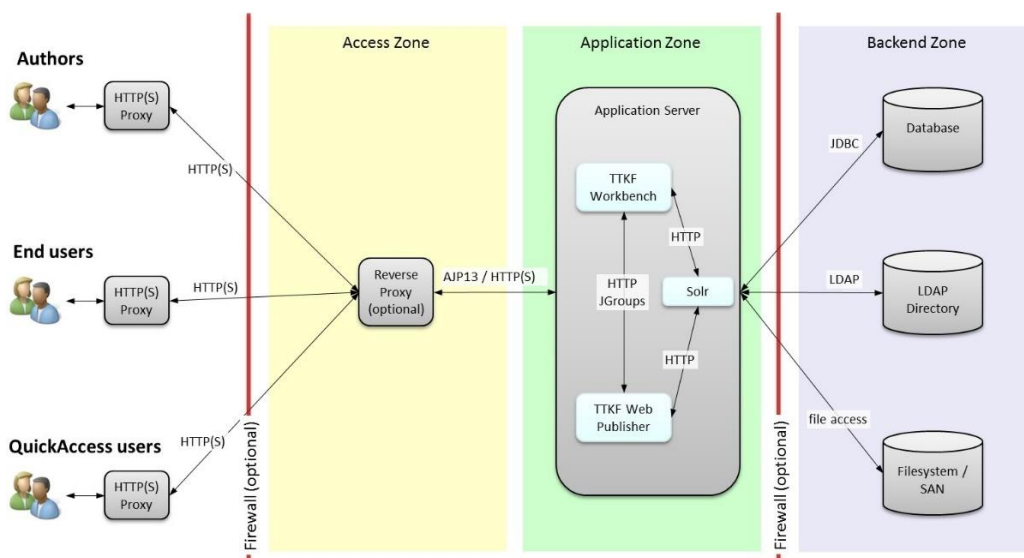 Authors
HTTP(S)
Proxy
HTTP(S)
End users
HTTP(S)
Proxy
HTTP(S)
QuickAccess users
HTTP(S)
Proxy
HTTP(S)
Firewall (optional)
Access Zone
Reverse
Proxy
(optional)
AJP13 / HTTP(S)
Application Zone
Application Server
TTKF
Workbench
HTTP
HTTP
JGroups
Solr
HTTP
TTKF Web
Publisher
Firewall (optional)
Backend Zone
JDBC
Database
LDAP
LDAP
Directory
file access
Filesystem /
SAN